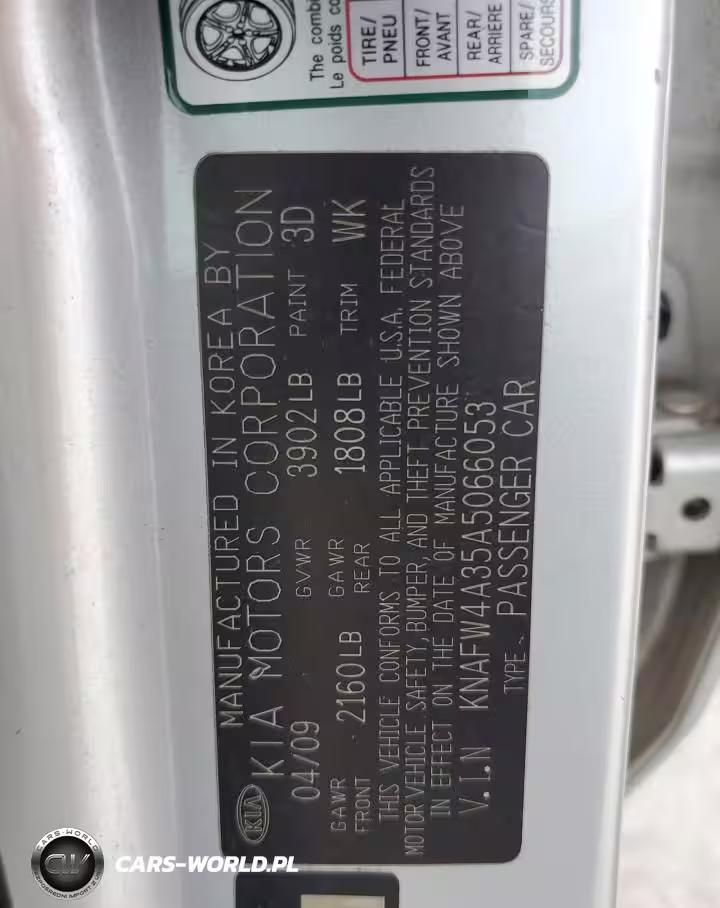 The combi
Le poids co
TIRE/
PNEU
FRONT/
AVANT
REAR/
ARRIERE
SPARE/
SECOURS
MANUFACTURED IN KOREA BY
KIA KIA MOTORS CORPORATION
04/09 GVWR 3902LB PAINT 3D
GAWR FRONT 2160LB GAWR REAR 1808LB TRIM WK
THIS VEHICLE CONFORMS TO ALL APPLICABLE U.S.A. FEDERAL
MOTOR VEHICLE SAFETY, BUMPER, AND THEFT PREVENTION STANDARDS
IN EFFECT ON THE DATE OF MANUFACTURE SHOWN ABOVE
V.I.N KNAFW4A35A5066053
TYPE PASSENGER CAR
CARS-WORLD
CW
CARS-WORLD.PL